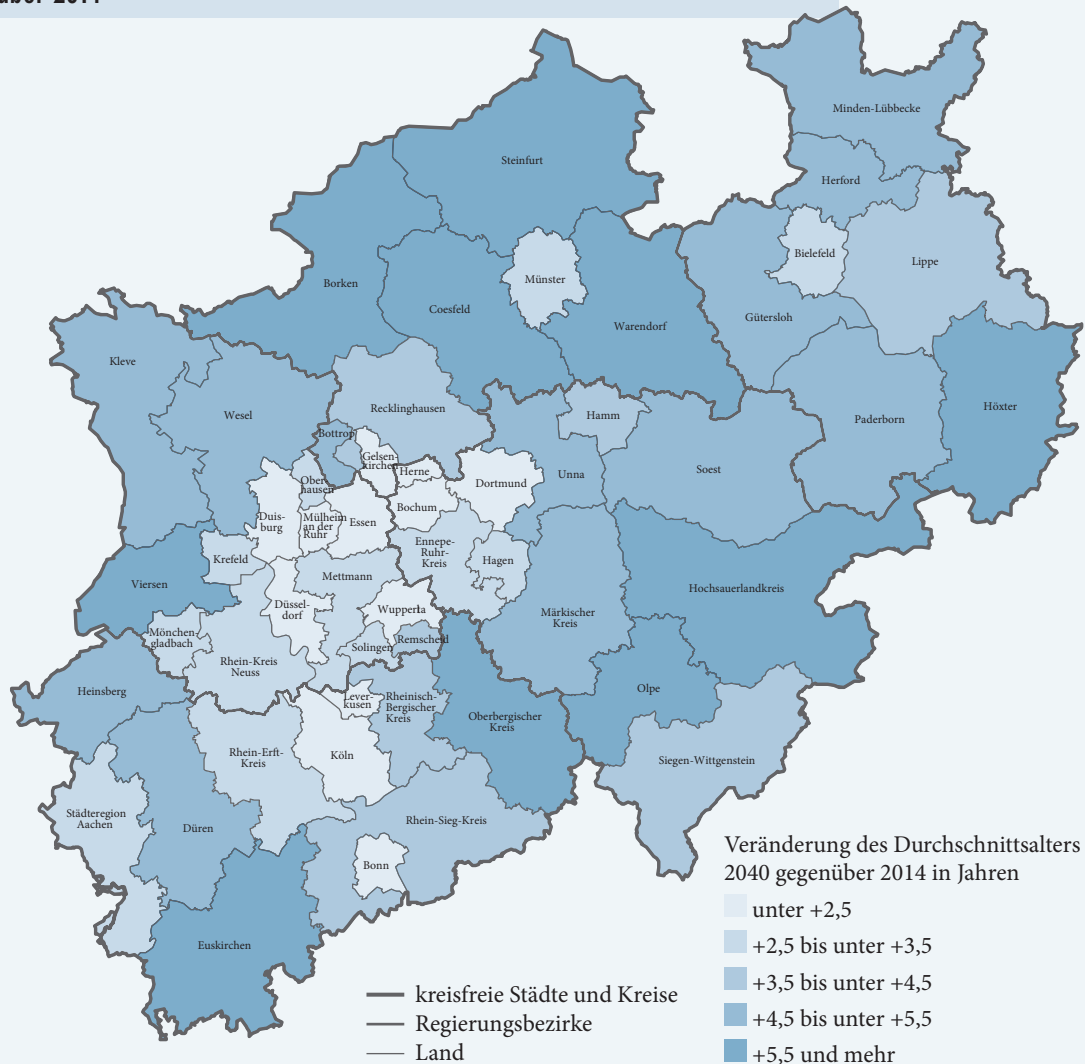 2014
Minden-Lübbecke
Steinfurt
Herford
Bielefeld
Lippe
Münster
Borken
Coesfeld
Gütersloh
Warendorf
Kleve
Höxter
Recklinghausen
Wesel
Hamm
Paderborn
Bottrop
Gelsen-
kirchen
Soest
Herne
Unna
Ober-
hausen
Dortmund
Bochum
Duis-
burg
Mülheim
an der
Ruhr
Essen
Ennepe-
Ruhr-
Kreis
Krefeld
Hagen
Mettmann
Viersen
Hochsauerlandkreis
Düssel-
dorf
Wupperta
Märkischer
Kreis
Mönchen-
gladbach
Remscheid
Solingen
Rhein-Kreis
Neuss
Heinsberg
Olpe
Lever-
kusen
Rheinisch-
Bergischer
Kreis
Oberbergischer
Kreis
Rhein-Erft-
Kreis
Köln
Siegen-Wittgenstein
Städteregion
Aachen
Düren
Rhein-Sieg-Kreis
Bonn
Euskirchen
Veränderung des Durchschnittsalters
2040 gegenüber 2014 in Jahren
unter +2,5
+2,5 bis unter +3,5
+3,5 bis unter +4,5
+4,5 bis unter +5,5
+5,5 und mehr
kreisfreie Städte und Kreise
Regierungsbezirke
Land